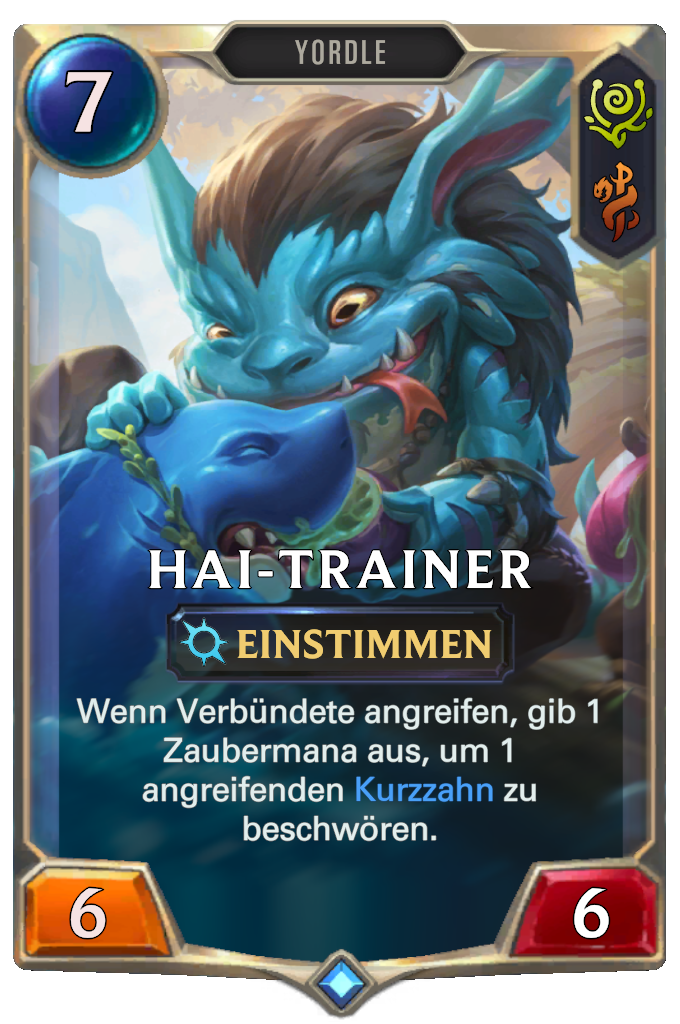 YORDLE
7
HAI-TRAINER
EINSTIMMEN
Wenn Verbündete angreifen, gib 1
Zaubermana aus, um 1
angreifenden Kurzzahn zu
beschwören.
6
6